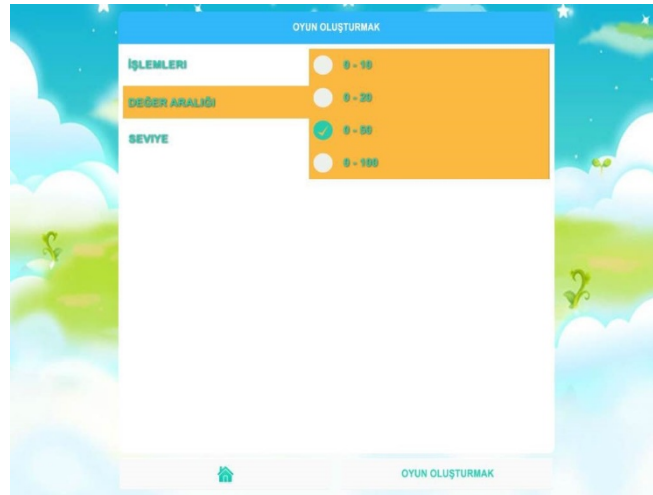 OYUN OLUŞTURMAK
İŞLEMLERI
DEĞER ARALIĞI
SEVIYE
0 - 10
0 - 20
0 - 50
0 - 100
OYUN OLUŞTURMAK